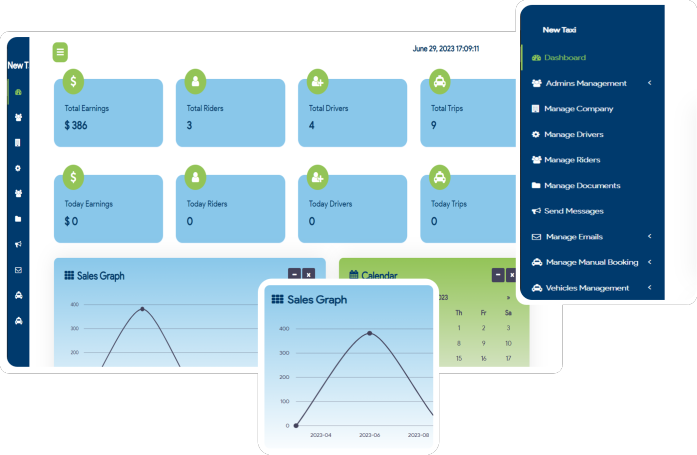 New T
June 29, 2023 17:09:11
Total Earnings
$ 386
Total Riders
3
Total Drivers
4
Total Trips
9
Today Earnings
$ 0
Today Riders
0
Today Drivers
0
Today Trips
0
Sales Graph
400
300
200
Calendar
023
»
Th Fr Sa
1 2 3
8 9 10
15 16 17
Sales Graph
400
300
200
100
0
2023-04 2023-06 2023-08
New Taxi
Dashboard
Admins Management
Manage Company
Manage Drivers
Manage Riders
Manage Documents
Send Messages
Manage Emails
Manage Manual Booking
Vehicles Management